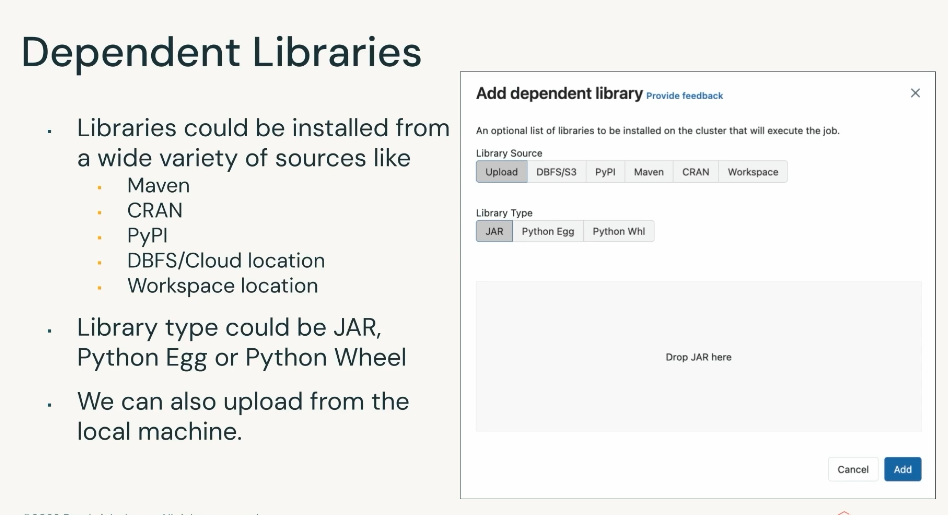 Dependent Libraries
Libraries could be installed from
a wide variety of sources like
Maven
CRAN
PyPI
DBFS/Cloud location
Workspace location
Library type could be JAR,
Python Egg or Python Wheel
We can also upload from the
local machine.
Add dependent library Provide feedback
An optional list of libraries to be installed on the cluster that will execute the job.
Library Source
Upload DBFS/S3 PyPI Maven CRAN Workspace
Library Type
JAR Python Egg Python Whl
Drop JAR here
Cancel Add